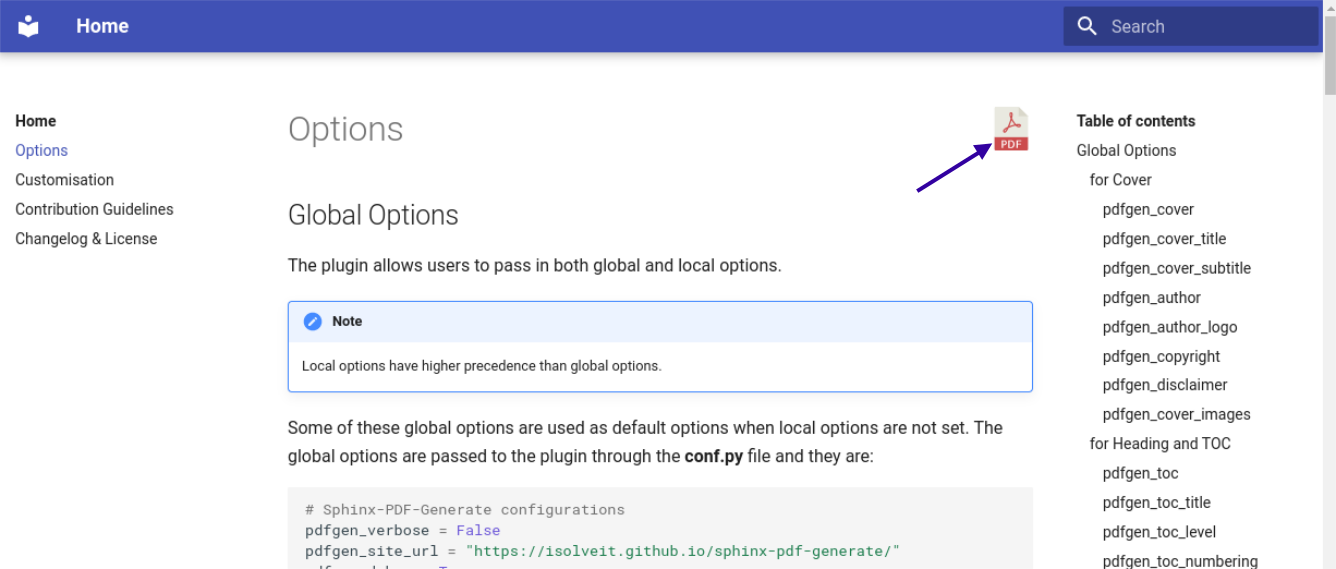 Home
Search
Home
Options
Customisation
Contribution Guidelines
Changelog & License
Options
PDF
Global Options
The plugin allows users to pass in both global and local options.
Note
Local options have higher precedence than global options.
Some of these global options are used as default options when local options are not set. The
global options are passed to the plugin through the conf.py file and they are:
# Sphinx-PDF-Generate configurations
pdfgen_verbose = False
pdfgen_site_url = "https://isolveit.github.io/sphinx-pdf-generate/"
Table of contents
Global Options
for Cover
pdfgen_cover
pdfgen_cover_title
pdfgen_cover_subtitle
pdfgen_author
pdfgen_author_logo
pdfgen_copyright
pdfgen_disclaimer
pdfgen_cover_images
for Heading and TOC
pdfgen_toc
pdfgen_toc_title
pdfgen_toc_level
pdfgen_toc_numbering